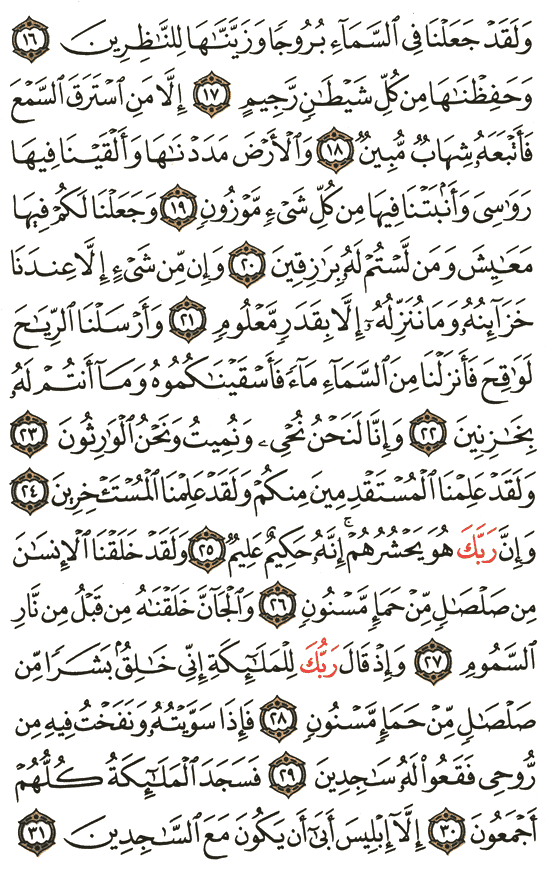 وَلَقَدْ جَعَلْنَا فِي السَّمَآءِ بُرُوجًا وَزَيَّنَّـٰهَا لِلنَّـٰظِرِينَ ١٦
وَحَفِظْنَـٰهَا مِن كُلِّ شَيْطَـٰنٍ رَّجِيمٍ ١٧ إِلَّا مَنِ ٱسْتَرَقَ ٱلسَّمْعَ
فَأَتْبَعَهُۥ شِهَابٌ مُّبِينٌ ١٨ وَٱلْأَرْضَ مَدَدْنَـٰهَا وَأَلْقَيْنَا فِيهَا
رَوَٰسِىَ وَأَنۢبَتْنَا فِيهَا مِن كُلِّ شَىْءٍ مَّوْزُونٍ ١٩ وَجَعَلْنَا لَكُمْ فِيهَا
مَعَـٰيِشَ وَمَن لَّسْتُمْ لَهُۥ بِرَٰزِقِينَ ٢٠ وَإِن مِّن شَىْءٍ إِلَّا عِندَنَا
خَزَآئِنُهُۥ وَمَا نُنَزِّلُهُۥٓ إِلَّا بِقَدَرٍ مَّعْلُومٍ ٢١ وَأَرْسَلْنَا ٱلرِّيَـٰحَ
لَوَٰقِحَ فَأَنزَلْنَا مِنَ ٱلسَّمَآءِ مَآءً فَأَسْقَيْنَـٰكُمُوهُ وَمَآ أَنتُمْ لَهُۥ
بِخَـٰزِنِينَ ٢٢ وَإِنَّا لَنَحْنُ نُحْىِۦ وَنُمِيتُ وَنَحْنُ ٱلْوَٰرِثُونَ ٢٣
وَلَقَدْ عَلِمْنَا ٱلْمُسْتَقْدِمِينَ مِنكُمْ وَلَقَدْ عَلِمْنَا ٱلْمُسْتَـْٔخِرِينَ ٢٤
وَإِنَّ رَبَّكَ هُوَ يَحْشُرُهُمْ ۚ إِنَّهُۥ حَكِيمٌ عَلِيمٌ ٢٥ وَلَقَدْ خَلَقْنَا ٱلْإِنسَـٰنَ
مِن صَلْصَـٰلٍ مِّنْ حَمَإٍ مَّسْنُونٍ ٢٦ وَٱلْجَآنَّ خَلَقْنَـٰهُ مِن قَبْلُ مِن نَّارِ
ٱلسَّمُومِ ٢٧ وَإِذْ قَالَ رَبُّكَ لِلْمَلَـٰٓئِكَةِ إِنِّى خَـٰلِقٌۢ بَشَرًا مِّن
صَلْصَـٰلٍ مِّنْ حَمَإٍ مَّسْنُونٍ ٢٨ فَإِذَا سَوَّيْتُهُۥ وَنَفَخْتُ فِيهِ مِن
رُّوحِى فَقَعُوا۟ لَهُۥ سَـٰجِدِينَ ٢٩ فَسَجَدَ ٱلْمَلَـٰٓئِكَةُ كُلُّهُمْ
أَجْمَعُونَ ٣٠ إِلَّآ إِبْلِيسَ أَبَىٰٓ أَن يَكُونَ مَعَ ٱلسَّـٰجِدِينَ ٣١